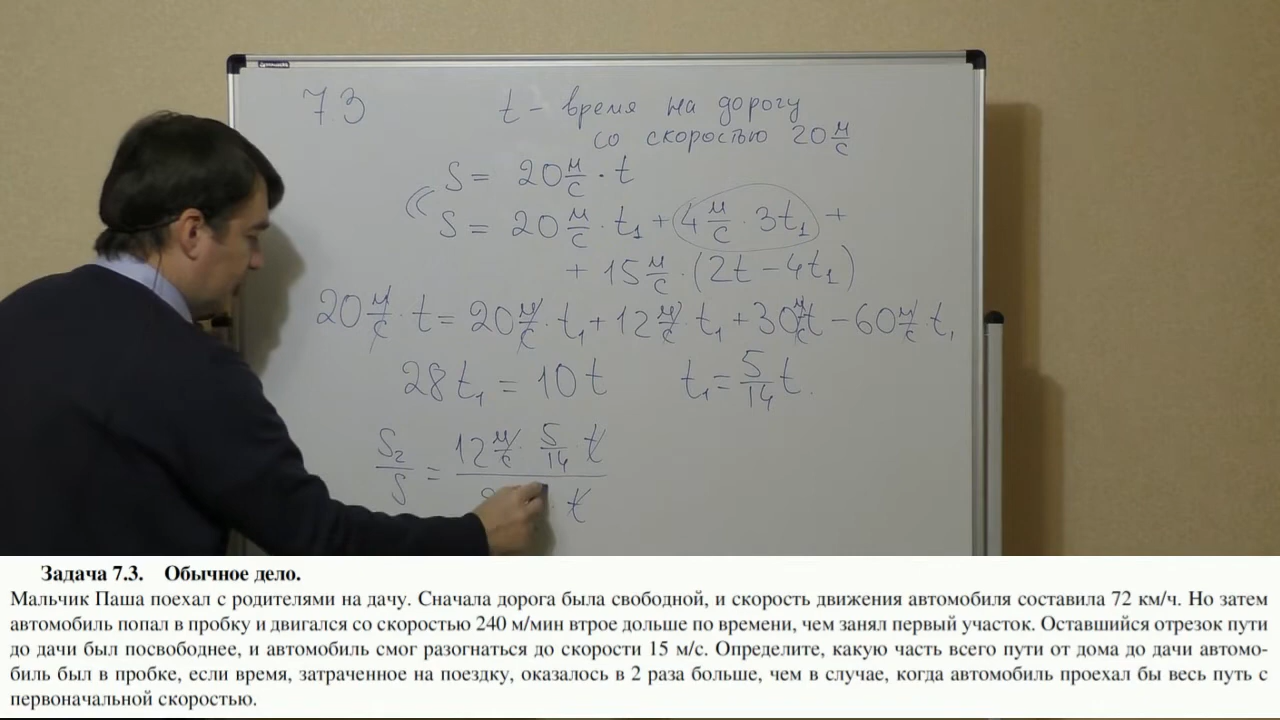 7.3
t - время на дорогу
со скоростью 20 м/с
S = 20 м/с · t
S = 20 м/с · t₁ + 4 м/с · 3t₁ +
+ 15 м/с · (2t - 4t₁)
20 м/с · t = 20 м/с · t₁ + 12 м/с · t₁ + 30 м/с t - 60 м/с · t₁
28t₁ = 10t t₁ = 5/14 t.
S₂/S = 12 м/с · 5/14 · t / · t
Задача 7.3. Обычное дело.
Мальчик Паша поехал с родителями на дачу. Сначала дорога была свободной, и скорость движения автомобиля составила 72 км/ч. Но затем
автомобиль попал в пробку и двигался со скоростью 240 м/мин втрое дольше по времени, чем занял первый участок. Оставшийся отрезок пути
до дачи был посвободнее, и автомобиль смог разогнаться до скорости 15 м/с. Определите, какую часть всего пути от дома до дачи автомо-
биль был в пробке, если время, затраченное на поездку, оказалось в 2 раза больше, чем в случае, когда автомобиль проехал бы весь путь с
первоначальной скоростью.